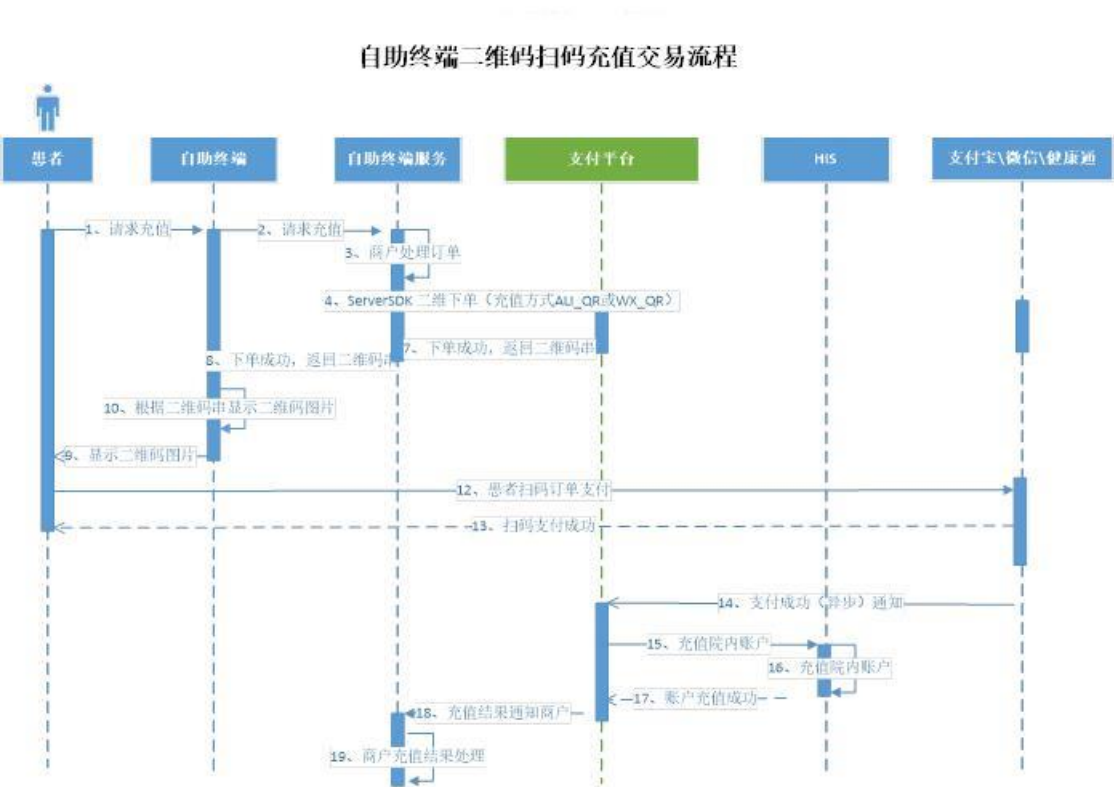 自助终端二维码扫码充值交易流程
患者
自助终端
自助终端服务
支付平台
HIS
支付宝\微信\健康通
1、请求充值
2、请求充值
3、商户处理订单
4、ServerSDK 二维下单（充值方式ALI_QR或WX_QR）
7、下单成功，返回二维码串
8、下单成功，返回二维码串
10、根据二维码串显示二维码图片
9、显示二维码图片
12、患者扫码订单支付
13、扫码支付成功
14、支付成功（异步）通知
15、充值院内账户
16、充值院内账户
17、账户充值成功
18、充值结果通知商户
19、商户充值结果处理